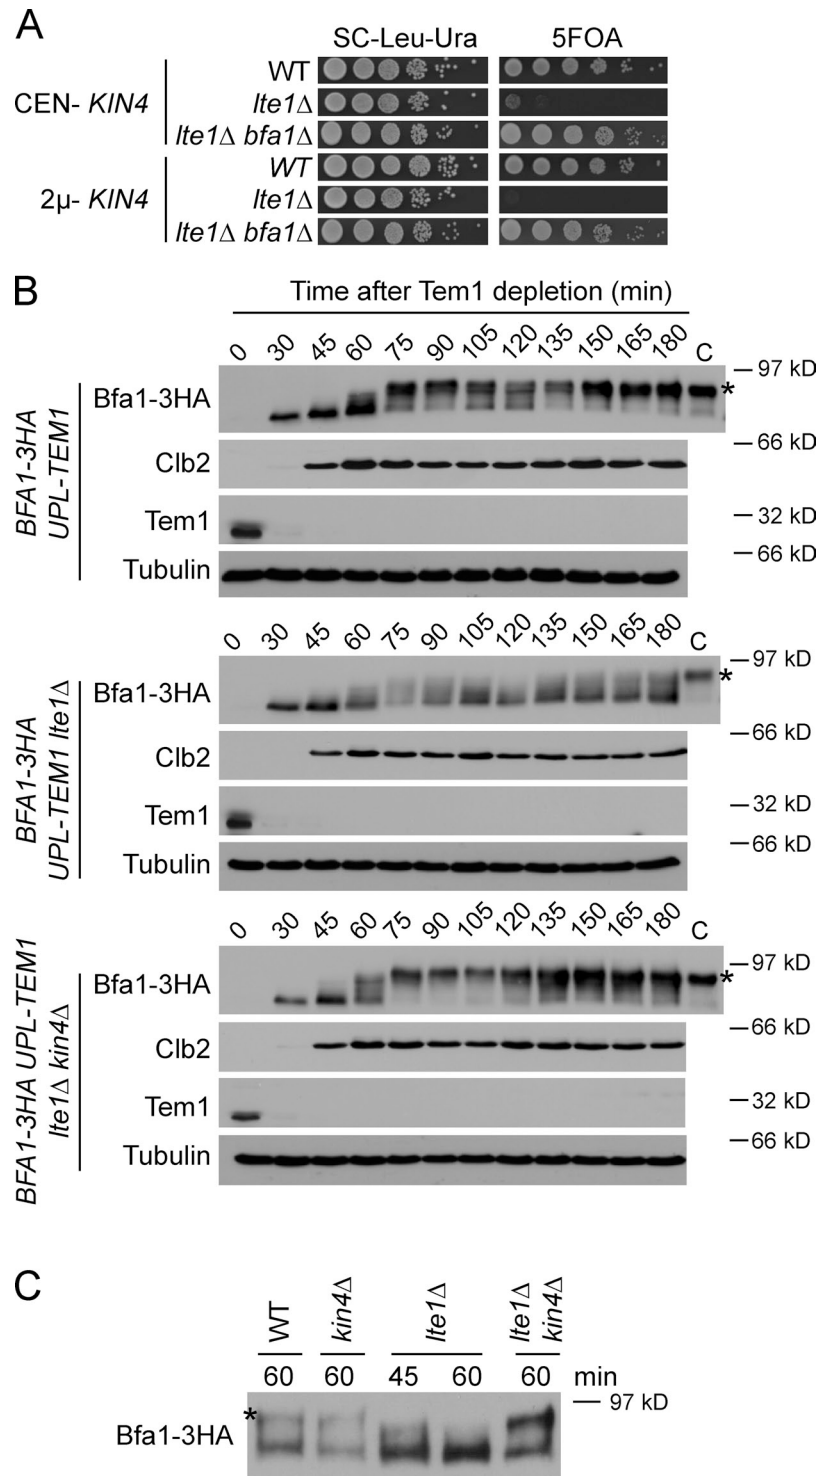 A
SC-Leu-Ura 5FOA
CEN- KIN4
WT
lte1Δ
lte1Δ bfa1Δ
2μ- KIN4
WT
lte1Δ
lte1Δ bfa1Δ
B
Time after Tem1 depletion (min)
0 30 45 60 75 90 105 120 135 150 165 180 C
BFA1-3HA
UPL-TEM1
Bfa1-3HA * 97 kD
Clb2 66 kD
Tem1 32 kD
Tubulin 66 kD
0 30 45 60 75 90 105 120 135 150 165 180 C
BFA1-3HA
UPL-TEM1 lte1Δ
Bfa1-3HA * 97 kD
Clb2 66 kD
Tem1 32 kD
Tubulin 66 kD
0 30 45 60 75 90 105 120 135 150 165 180 C
BFA1-3HA UPL-TEM1
lte1Δ kin4Δ
Bfa1-3HA * 97 kD
Clb2 66 kD
Tem1 32 kD
Tubulin 66 kD
C
WT kin4Δ lte1Δ lte1Δ kin4Δ
60 60 45 60 60 min
97 kD
*
Bfa1-3HA